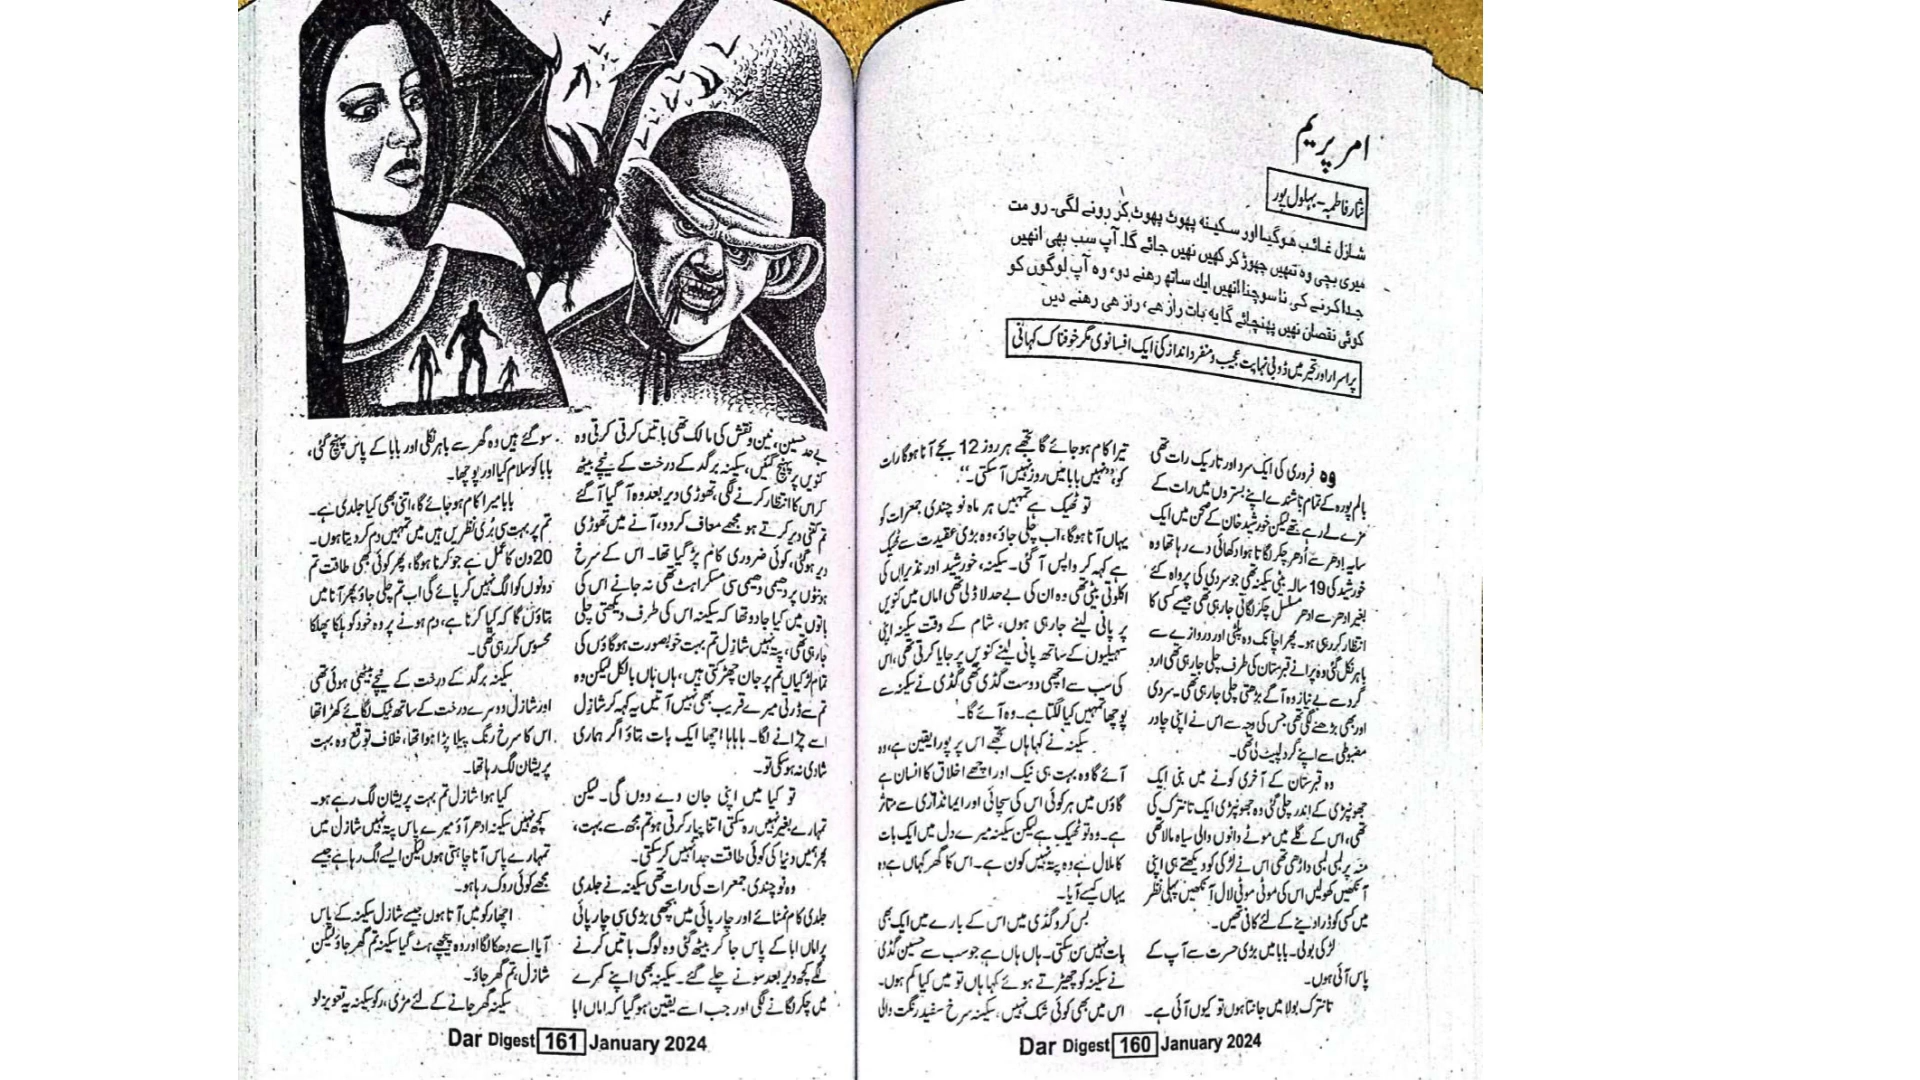 امر پریم
نثار فاطمہ - بہلول پور
شازل غائب ہوگیا اور سکینہ پھوٹ پھوٹ کر رونے لگی۔ رو مت
میری بچی وہ تمہیں چھوڑ کر کہیں نہیں جائے گا۔ آپ سب بھی انہیں
جدا کرنے کی نا سوچنا انہیں ایک ساتھ رہنے دو، وہ آپ لوگوں کو
کوئی نقصان نہیں پہنچائے گا یہ بات راز ہے، راز ہی رہنے دیں
پراسرار اور تحیر میں ڈوبی نہایت عجیب و منفرد انداز کی ایک افسانوی مگر خوفناک کہانی
وہ فروری کی ایک سرد اور تاریک رات تھی
بالم پورہ کے تمام باشندے اپنے بستروں میں رات کے
مزے لے رہے تھے لیکن خورشید خان کے صحن میں ایک
سایہ ادھر سے اُدھر چکر لگاتا ہوا دکھائی دے رہا تھا وہ
خورشید کی 19 سالہ بیٹی سکینہ تھی جو سردی کی پرواہ کئے
بغیر ادھر سے ادھر مسلسل چکر لگاتی جا رہی تھی جیسے کسی کا
انتظار کر رہی ہو۔ پھر اچانک وہ پلٹی اور دروازے سے
باہر نکل گئی وہ پرانے قبرستان کی طرف چلی جا رہی تھی ارد
گرد سے بے نیاز وہ آگے بڑھتی چلی جا رہی تھی۔ سردی
اور بھی بڑھنے لگی تھی جس کی وجہ سے اس نے اپنی چادر
مضبوطی سے اپنے گرد لپیٹ لی تھی۔
وہ قبرستان کے آخری کونے میں بنی ایک
جھونپڑی کے اندر چلی گئی وہ جھونپڑی ایک تانترک کی
تھی، اس کے گلے میں موٹے دانوں والی سیاہ مالا تھی
منہ پر لمبی لمبی داڑھی تھی اس نے لڑکی کو دیکھتے ہی اپنی
آنکھیں کھولیں اس کی موٹی موٹی لال آنکھیں پہلی نظر
میں کسی کو ڈرا دینے کے لئے کافی تھیں۔
لڑکی بولی۔ بابا میں بڑی حسرت سے آپ کے
پاس آئی ہوں۔
تانترک بولا میں جانتا ہوں تو کیوں آئی ہے۔
تیرا کام ہو جائے گا تجھے ہر روز 12 بجے آنا ہوگا رات
کو، ”نہیں بابا میں روز نہیں آ سکتی۔“
تو ٹھیک ہے تمہیں ہر ماہ نو چندی جمعرات کو
یہاں آنا ہوگا، اب چلی جاؤ، وہ بڑی عقیدت سے ٹھیک
ہے کہہ کر واپس آ گئی۔ سکینہ، خورشید اور نذیراں کی
اکلوتی بیٹی تھی وہ ان کی بے حد لاڈلی تھی اماں میں کنویں
پر پانی لینے جا رہی ہوں، شام کے وقت سکینہ اپنی
سہیلیوں کے ساتھ پانی لینے کنویں پر جایا کرتی تھی، اس
کی سب سے اچھی دوست گڈی تھی گڈی نے سکینہ سے
پوچھا تمہیں کیا لگتا ہے۔ وہ آئے گا۔
سکینہ نے کہا ہاں مجھے اس پر پورا یقین ہے، وہ
آئے گا وہ بہت ہی نیک اور اچھے اخلاق کا انسان ہے
گاؤں میں ہر کوئی اس کی سچائی اور ایمانداری سے متاثر
ہے۔ وہ تو ٹھیک ہے لیکن سکینہ میرے دل میں ایک بات
کا ملال ہے وہ پتہ نہیں کون ہے۔ اس کا گھر کہاں ہے وہ
یہاں کیسے آیا۔
بس کرو گڈی میں اس کے بارے میں ایک بھی
بات نہیں سن سکتی۔ ہاں ہاں ہے جو سب سے حسین گڈی
نے سکینہ کو چھیڑتے ہوئے کہا ہاں تو میں کیا کم ہوں۔
اس میں بھی کوئی شک نہیں، سکینہ سرخ سفید رنگت والی
Dar Digest 160 January 2024
بے حد حسین، نین و نقش کی مالک تھی باتیں کرتی کرتی وہ
کنویں پر پہنچ گئیں، سکینہ برگد کے درخت کے نیچے بیٹھ
کر اس کا انتظار کرنے لگی، تھوڑی دیر بعد وہ آ گیا آ گئے
تم کتنی دیر کرتے ہو مجھے معاف کر دو، آنے میں تھوڑی
دیر ہو گئی، کوئی ضروری کام پڑ گیا تھا۔ اس کے سرخ
ہونٹوں پر دھیمی دھیمی سی مسکراہٹ تھی نہ جانے اس کی
باتوں میں کیا جادو تھا کہ سکینہ اس کی طرف دیکھتی چلی
جا رہی تھی، پتہ نہیں شازل تم بہت خوبصورت ہو گاؤں کی
تمام لڑکیاں تم پر جان چھڑکتی ہیں، ہاں ہاں بالکل لیکن وہ
تم سے ڈرتی میرے قریب بھی نہیں آتیں یہ کہہ کر شازل
اسے چڑانے لگا۔ ہاہاہا اچھا ایک بات بتاؤ اگر ہماری
شادی نہ ہو سکی تو۔
تو کیا میں اپنی جان دے دوں گی۔ لیکن
تمہارے بغیر نہیں رہ سکتی اتنا پیار کرتی ہو تم مجھ سے بہت،
پھر ہمیں دنیا کی کوئی طاقت جدا نہیں کر سکتی۔
وہ نو چندی جمعرات کی رات تھی سکینہ نے جلدی
جلدی کام نمٹائے اور چارپائی میں بچھی بڑی سی چارپائی
پر اماں ابا کے پاس جا کر بیٹھ گئی وہ لوگ باتیں کرنے
لگے کچھ دیر بعد سونے چلے گئے۔ سکینہ بھی اپنے کمرے
میں چکر لگانے لگی اور جب اسے یقین ہو گیا کہ اماں ابا
سو گئے ہیں وہ گھر سے باہر نکلی اور بابا کے پاس پہنچ گئی،
بابا کو سلام کیا اور پوچھا۔
بابا میرا کام ہو جائے گا، اتنی بھی کیا جلدی ہے۔
تم پر بہت سی بُری نظریں ہیں میں تمہیں دم کر دیتا ہوں۔
20 دن کا عمل ہے جو کرنا ہوگا، پھر کوئی بھی طاقت تم
دونوں کو الگ نہیں کر پائے گی اب تم چلی جاؤ پھر آنا میں
بتاؤں گا کہ کیا کرنا ہے، دم ہونے پر وہ خود کو ہلکا پھلکا
محسوس کر رہی تھی۔
سکینہ برگد کے درخت کے نیچے بیٹھی ہوئی تھی
اور شازل دوسرے درخت کے ساتھ ٹیک لگائے کھڑا تھا
اس کا سرخ رنگ پیلا پڑا ہوا تھا، خلاف توقع وہ بہت
پریشان لگ رہا تھا۔
کیا ہوا شازل تم بہت پریشان لگ رہے ہو۔
کچھ نہیں سکینہ ادھر آؤ میرے پاس پتہ نہیں شازل میں
تمہارے پاس آنا چاہتی ہوں لیکن ایسے لگ رہا ہے جیسے
مجھے کوئی روک رہا ہو۔
اچھا رکو میں آتا ہوں جیسے شازل سکینہ کے پاس
آیا اسے دھکا لگا اور وہ پیچھے ہٹ گیا سکینہ تم گھر جاؤ لیکن
شازل، تم گھر جاؤ۔
سکینہ گھر جانے کے لئے مڑی، رکو سکینہ یہ تعویز لو
Dar Digest 161 January 2024